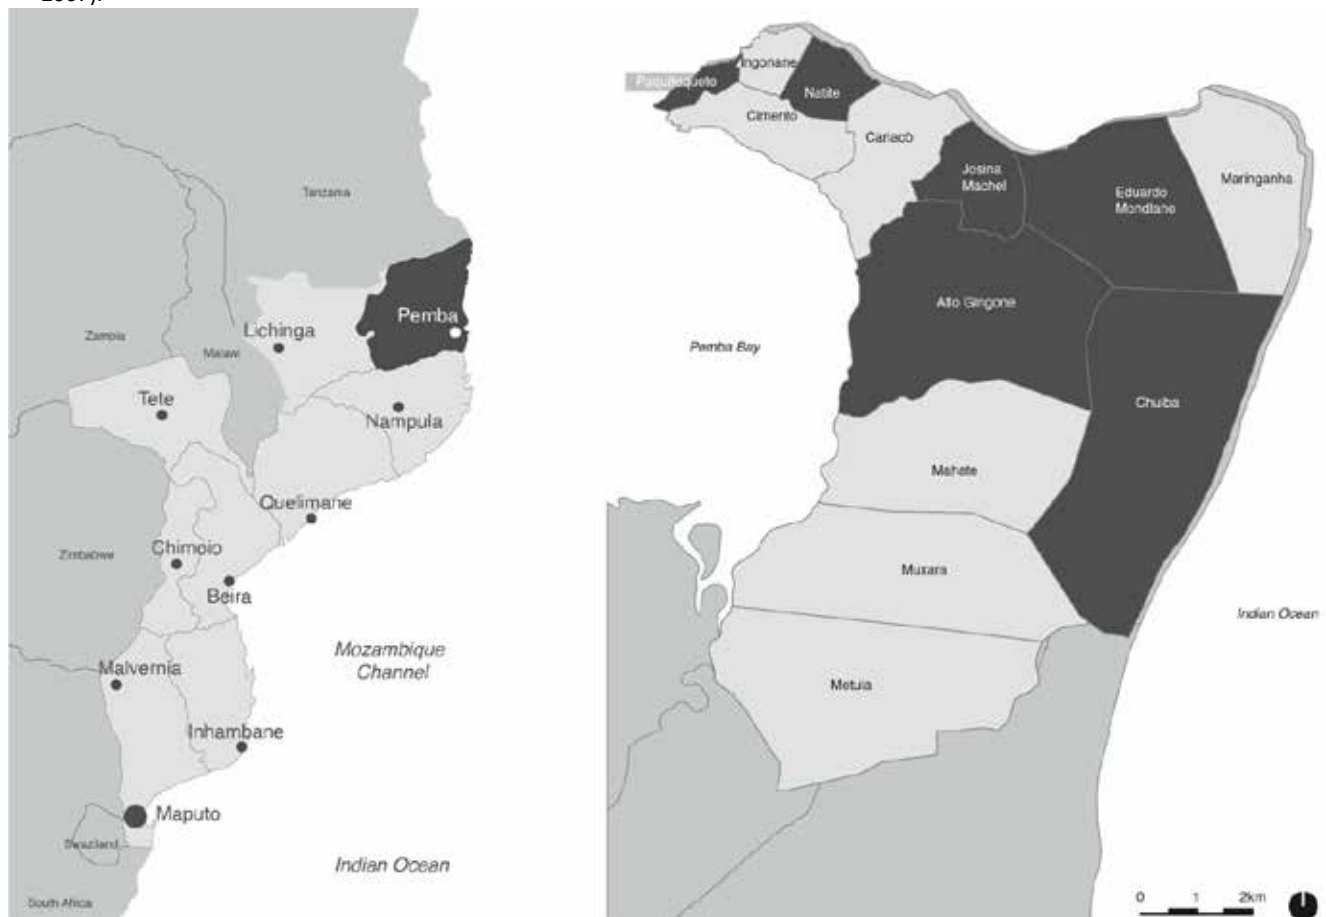 Tanzania
Pemba
Lichinga
Zambia
Malawi
Tete
Nampula
Quelimane
Zimbabwe
Chimoio
Beira
Mozambique
Channel
Malvernia
Inhambane
Maputo
Swaziland
Indian Ocean
South Africa
Paquitequete
Ingonane
Natite
Cimento
Cariacó
Josina
Machel
Eduardo
Mondlane
Maringanha
Alto Gingone
Pemba Bay
Chuiba
Mahate
Muxara
Indian Ocean
Metula
0 1 2km